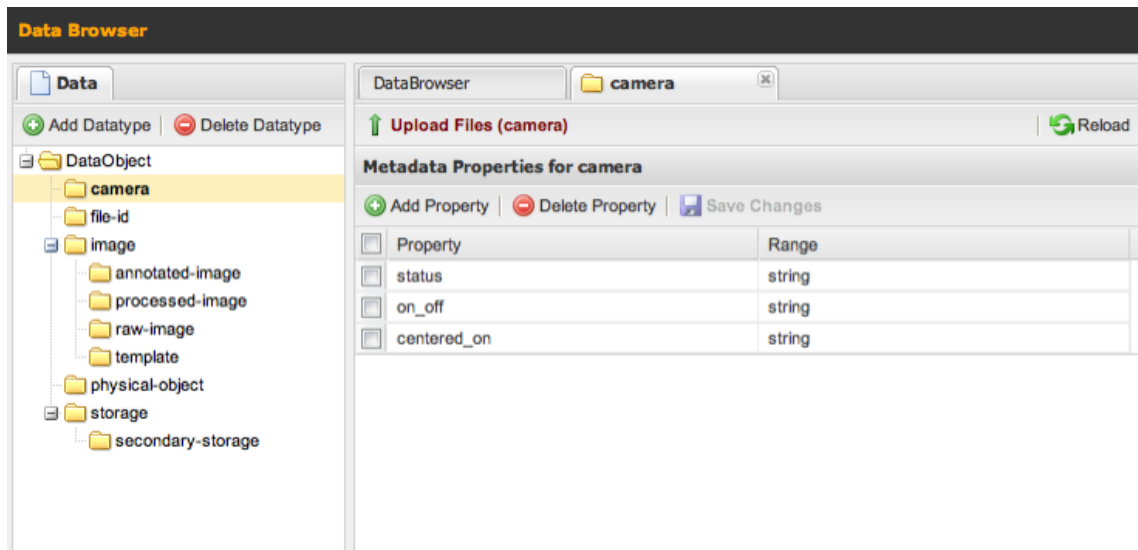 Data Browser
Data
Add Datatype
Delete Datatype
DataObject
camera
file-id
image
annotated-image
processed-image
raw-image
template
physical-object
storage
secondary-storage
DataBrowser
camera
Upload Files (camera)
Reload
Metadata Properties for camera
Add Property
Delete Property
Save Changes
Property Range
status string
on_off string
centered_on string